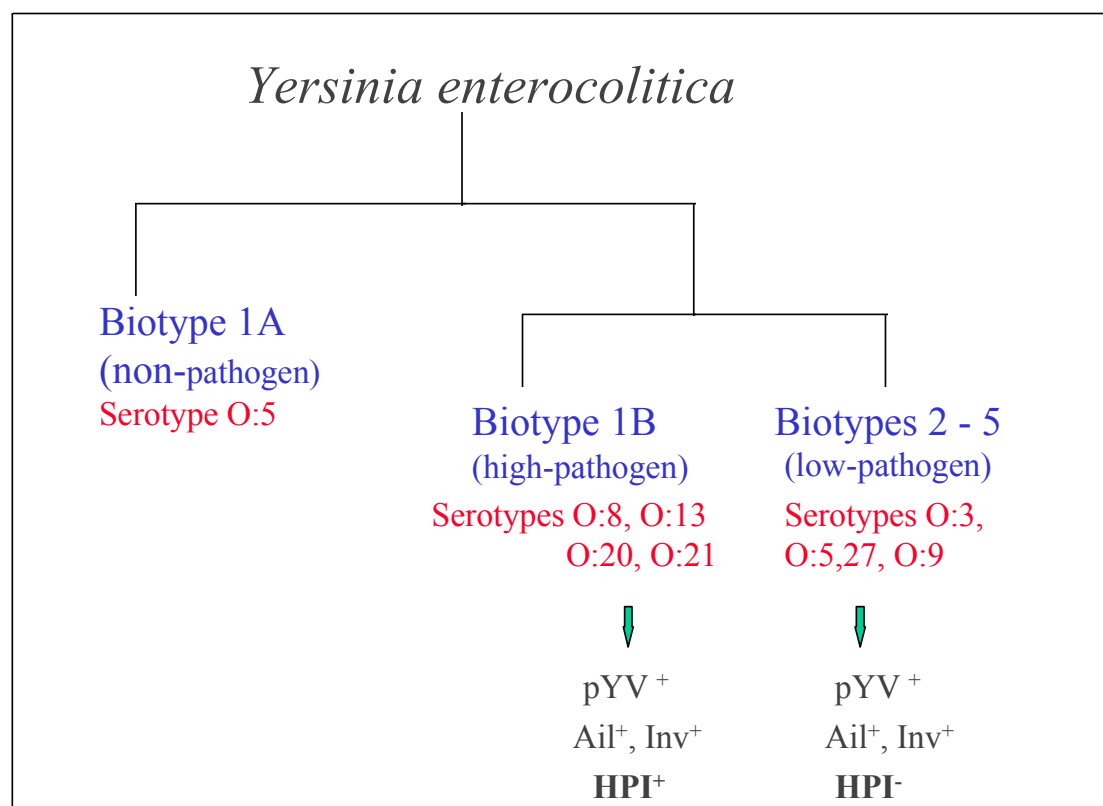 Yersinia enterocolitica
Biotype 1A
(non-pathogen)
Serotype O:5
Biotype 1B
(high-pathogen)
Serotypes O:8, O:13
O:20, O:21
pYV +
Ail+, Inv+
HPI+
Biotypes 2 - 5
(low-pathogen)
Serotypes O:3,
O:5,27, O:9
pYV +
Ail+, Inv+
HPI-